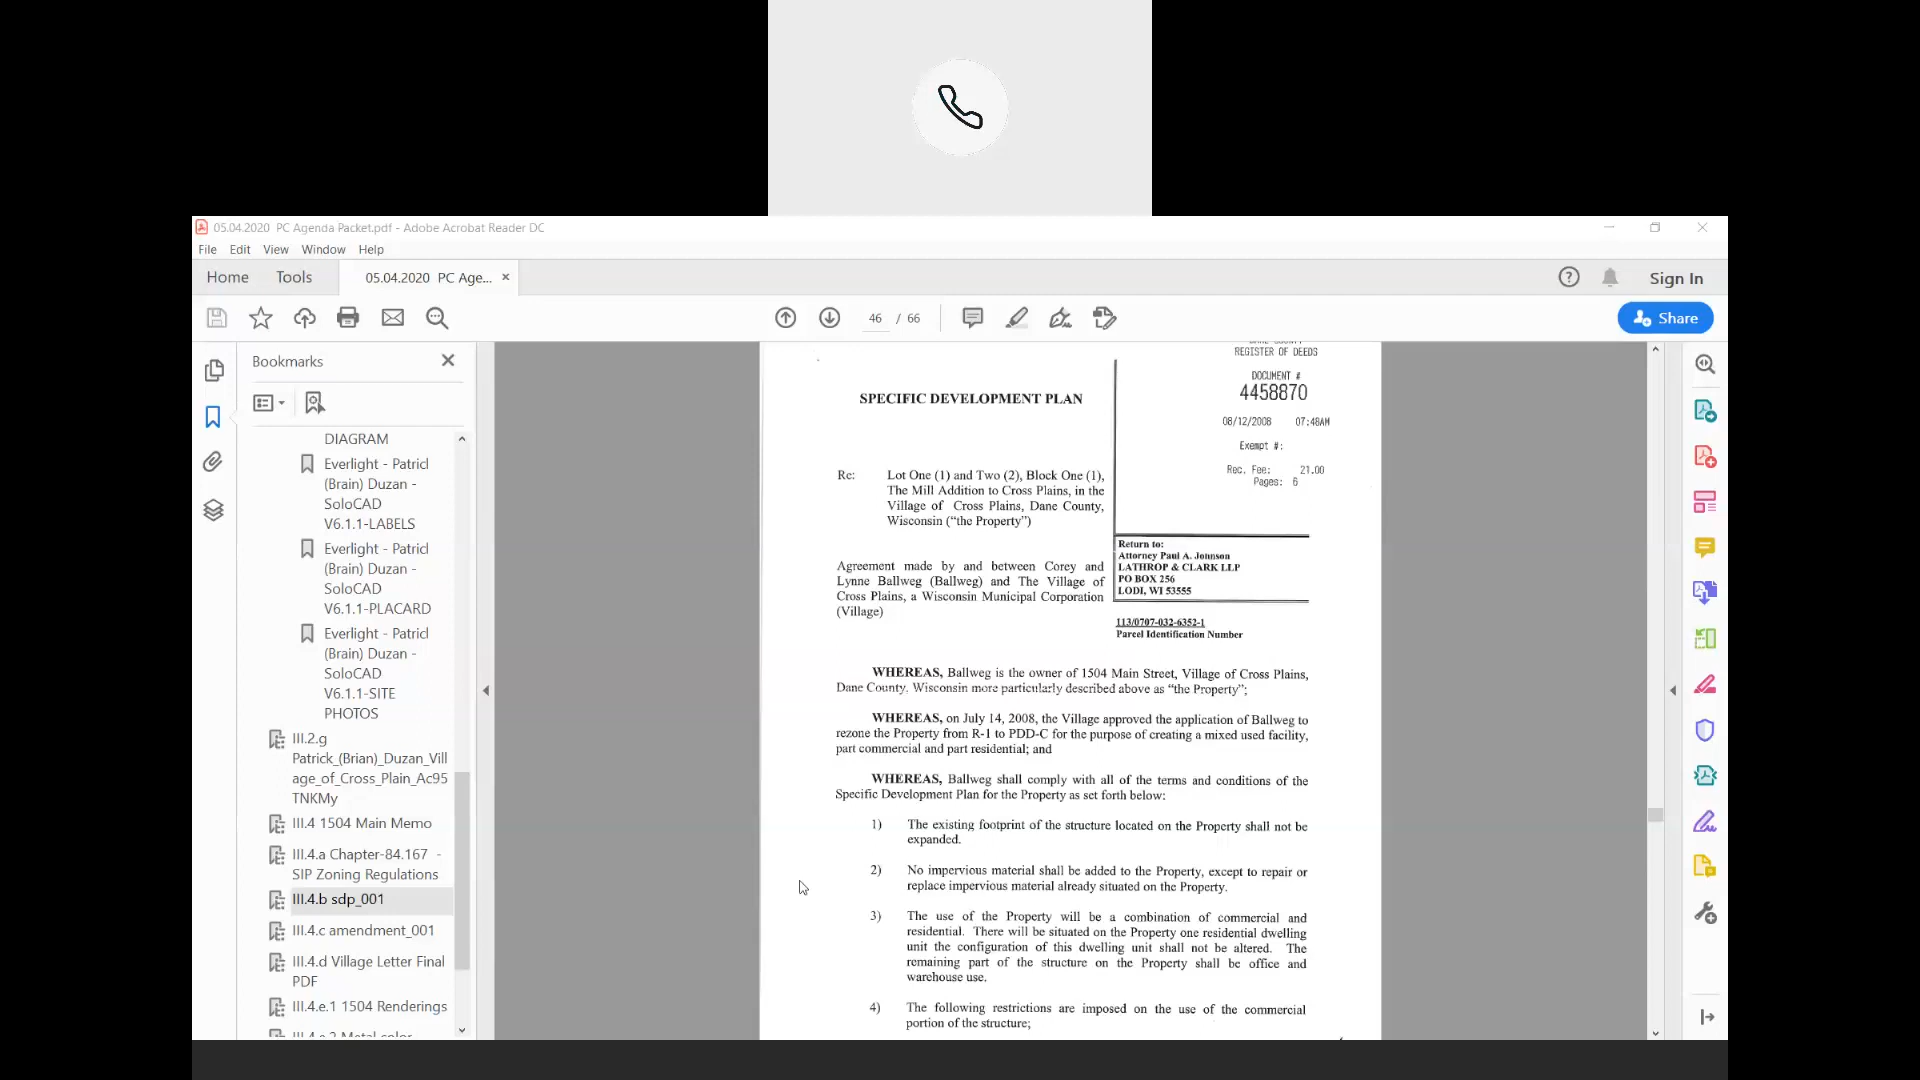 05.04.2020 PC Agenda Packet.pdf - Adobe Acrobat Reader DC
File Edit View Window Help
Home Tools 05.04.2020 PC Age... × Sign In
46 / 66 Share
Bookmarks
DIAGRAM
Everlight - Patricl
(Brain) Duzan -
SoloCAD
V6.1.1-LABELS
Everlight - Patricl
(Brain) Duzan -
SoloCAD
V6.1.1-PLACARD
Everlight - Patricl
(Brain) Duzan -
SoloCAD
V6.1.1-SITE
PHOTOS
III.2.g
Patrick_(Brian)_Duzan_Vill
age_of_Cross_Plain_Ac95
TNKMy
III.4 1504 Main Memo
III.4.a Chapter-84.167 -
SIP Zoning Regulations
III.4.b sdp_001
III.4.c amendment_001
III.4.d Village Letter Final
PDF
III.4.e.1 1504 Renderings
REGISTER OF DEEDS
DOCUMENT #
4458870
08/12/2008 07:48AM
Exempt #:
Rec. Fee: 21.00
Pages: 6
SPECIFIC DEVELOPMENT PLAN
Re: Lot One (1) and Two (2), Block One (1),
The Mill Addition to Cross Plains, in the
Village of Cross Plains, Dane County,
Wisconsin (“the Property”)
Return to:
Attorney Paul A. Johnson
LATHROP & CLARK LLP
PO BOX 256
LODI, WI 53555
Agreement made by and between Corey and
Lynne Ballweg (Ballweg) and The Village of
Cross Plains, a Wisconsin Municipal Corporation
(Village)
113/0707-032-6352-1
Parcel Identification Number
WHEREAS, Ballweg is the owner of 1504 Main Street, Village of Cross Plains,
Dane County, Wisconsin more particularly described above as “the Property”;
WHEREAS, on July 14, 2008, the Village approved the application of Ballweg to
rezone the Property from R-1 to PDD-C for the purpose of creating a mixed used facility,
part commercial and part residential; and
WHEREAS, Ballweg shall comply with all of the terms and conditions of the
Specific Development Plan for the Property as set forth below:
1) The existing footprint of the structure located on the Property shall not be
expanded.
2) No impervious material shall be added to the Property, except to repair or
replace impervious material already situated on the Property.
3) The use of the Property will be a combination of commercial and
residential. There will be situated on the Property one residential dwelling
unit the configuration of this dwelling unit shall not be altered. The
remaining part of the structure on the Property shall be office and
warehouse use.
4) The following restrictions are imposed on the use of the commercial
portion of the structure;